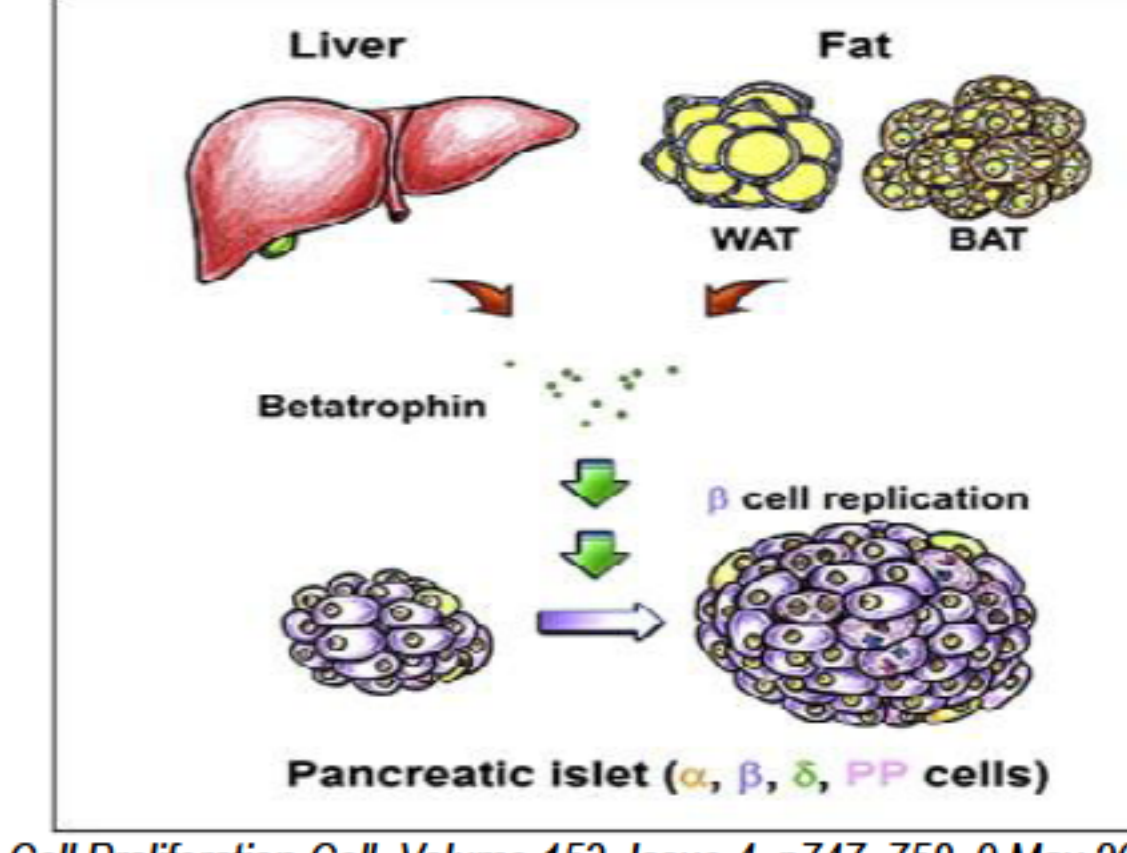 Liver
Fat
WAT
BAT
Betatrophin
β cell replication
Pancreatic islet (α, β, δ, PP cells)
Cell Proliferation Cell, Volume 153, Issue 4, p747–758, 9 May